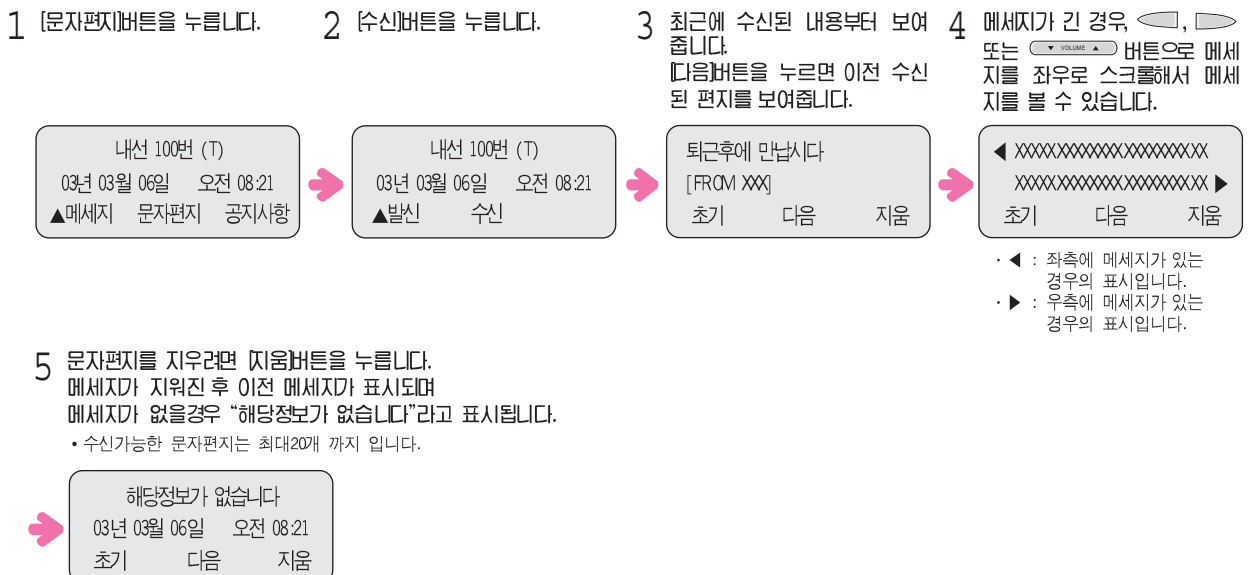 1 [문자편지]버튼을 누릅니다.
내선 100번 (T)
03년 03월 06일 오전 08:21
▲메세지 문자편지 공지사항
2 [수신]버튼을 누릅니다.
내선 100번 (T)
03년 03월 06일 오전 08:21
▲발신 수신
3 최근에 수신된 내용부터 보여
줍니다.
[다음]버튼을 누르면 이전 수신
된 편지를 보여줍니다.
퇴근후에 만납시다
[FROM XXX]
초기 다음 지움
4 메세지가 긴 경우, ,
또는 ▼ VOLUME ▲ 버튼으로 메세
지를 좌우로 스크롤해서 메세
지를 볼 수 있습니다.
◀ XXXXX.XXXXXXXX.XXXXXXXX.XX
XXXXX.XXXXXXXX.XXXXXXXX.XX ▶
초기 다음 지움
· ◀ : 좌측에 메세지가 있는
경우의 표시입니다.
· ▶ : 우측에 메세지가 있는
경우의 표시입니다.
5 문자편지를 지우려면 [지움]버튼을 누릅니다.
메세지가 지워진 후 이전 메세지가 표시되며
메세지가 없을경우 “해당정보가 없습니다”라고 표시됩니다.
• 수신가능한 문자편지는 최대20개 까지 입니다.
해당정보가 없습니다
03년 03월 06일 오전 08:21
초기 다음 지움